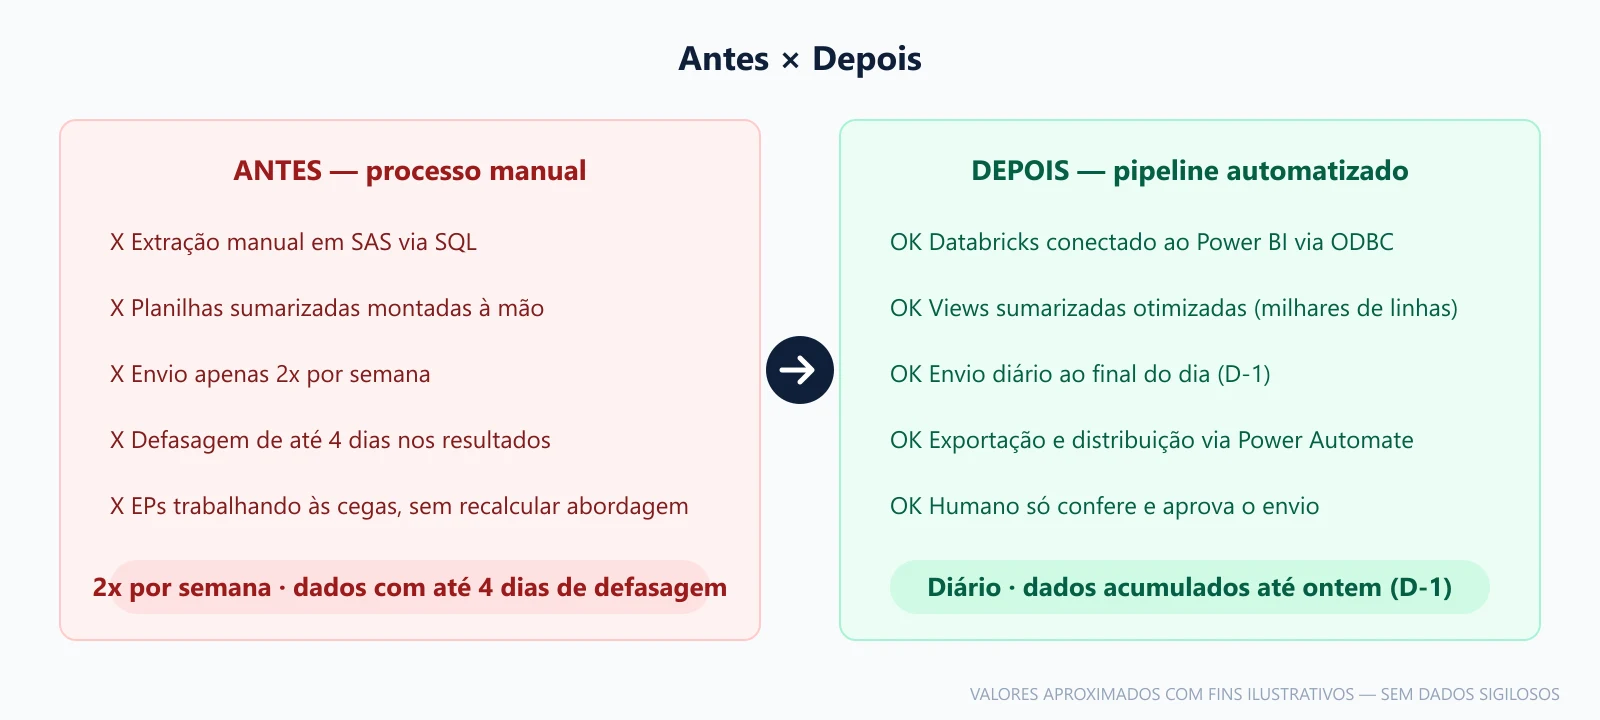 Antes × Depois
ANTES — processo manual
X Extração manual em SAS via SQL
X Planilhas sumarizadas montadas à mão
X Envio apenas 2x por semana
X Defasagem de até 4 dias nos resultados
X EPs trabalhando às cegas, sem recalcular abordagem
2x por semana · dados com até 4 dias de defasagem
DEPOIS — pipeline automatizado
OK Databricks conectado ao Power BI via ODBC
OK Views sumarizadas otimizadas (milhares de linhas)
OK Envio diário ao final do dia (D-1)
OK Exportação e distribuição via Power Automate
OK Humano só confere e aprova o envio
Diário · dados acumulados até ontem (D-1)
VALORES APROXIMADOS COM FINS ILUSTRATIVOS — SEM DADOS SIGILOSOS